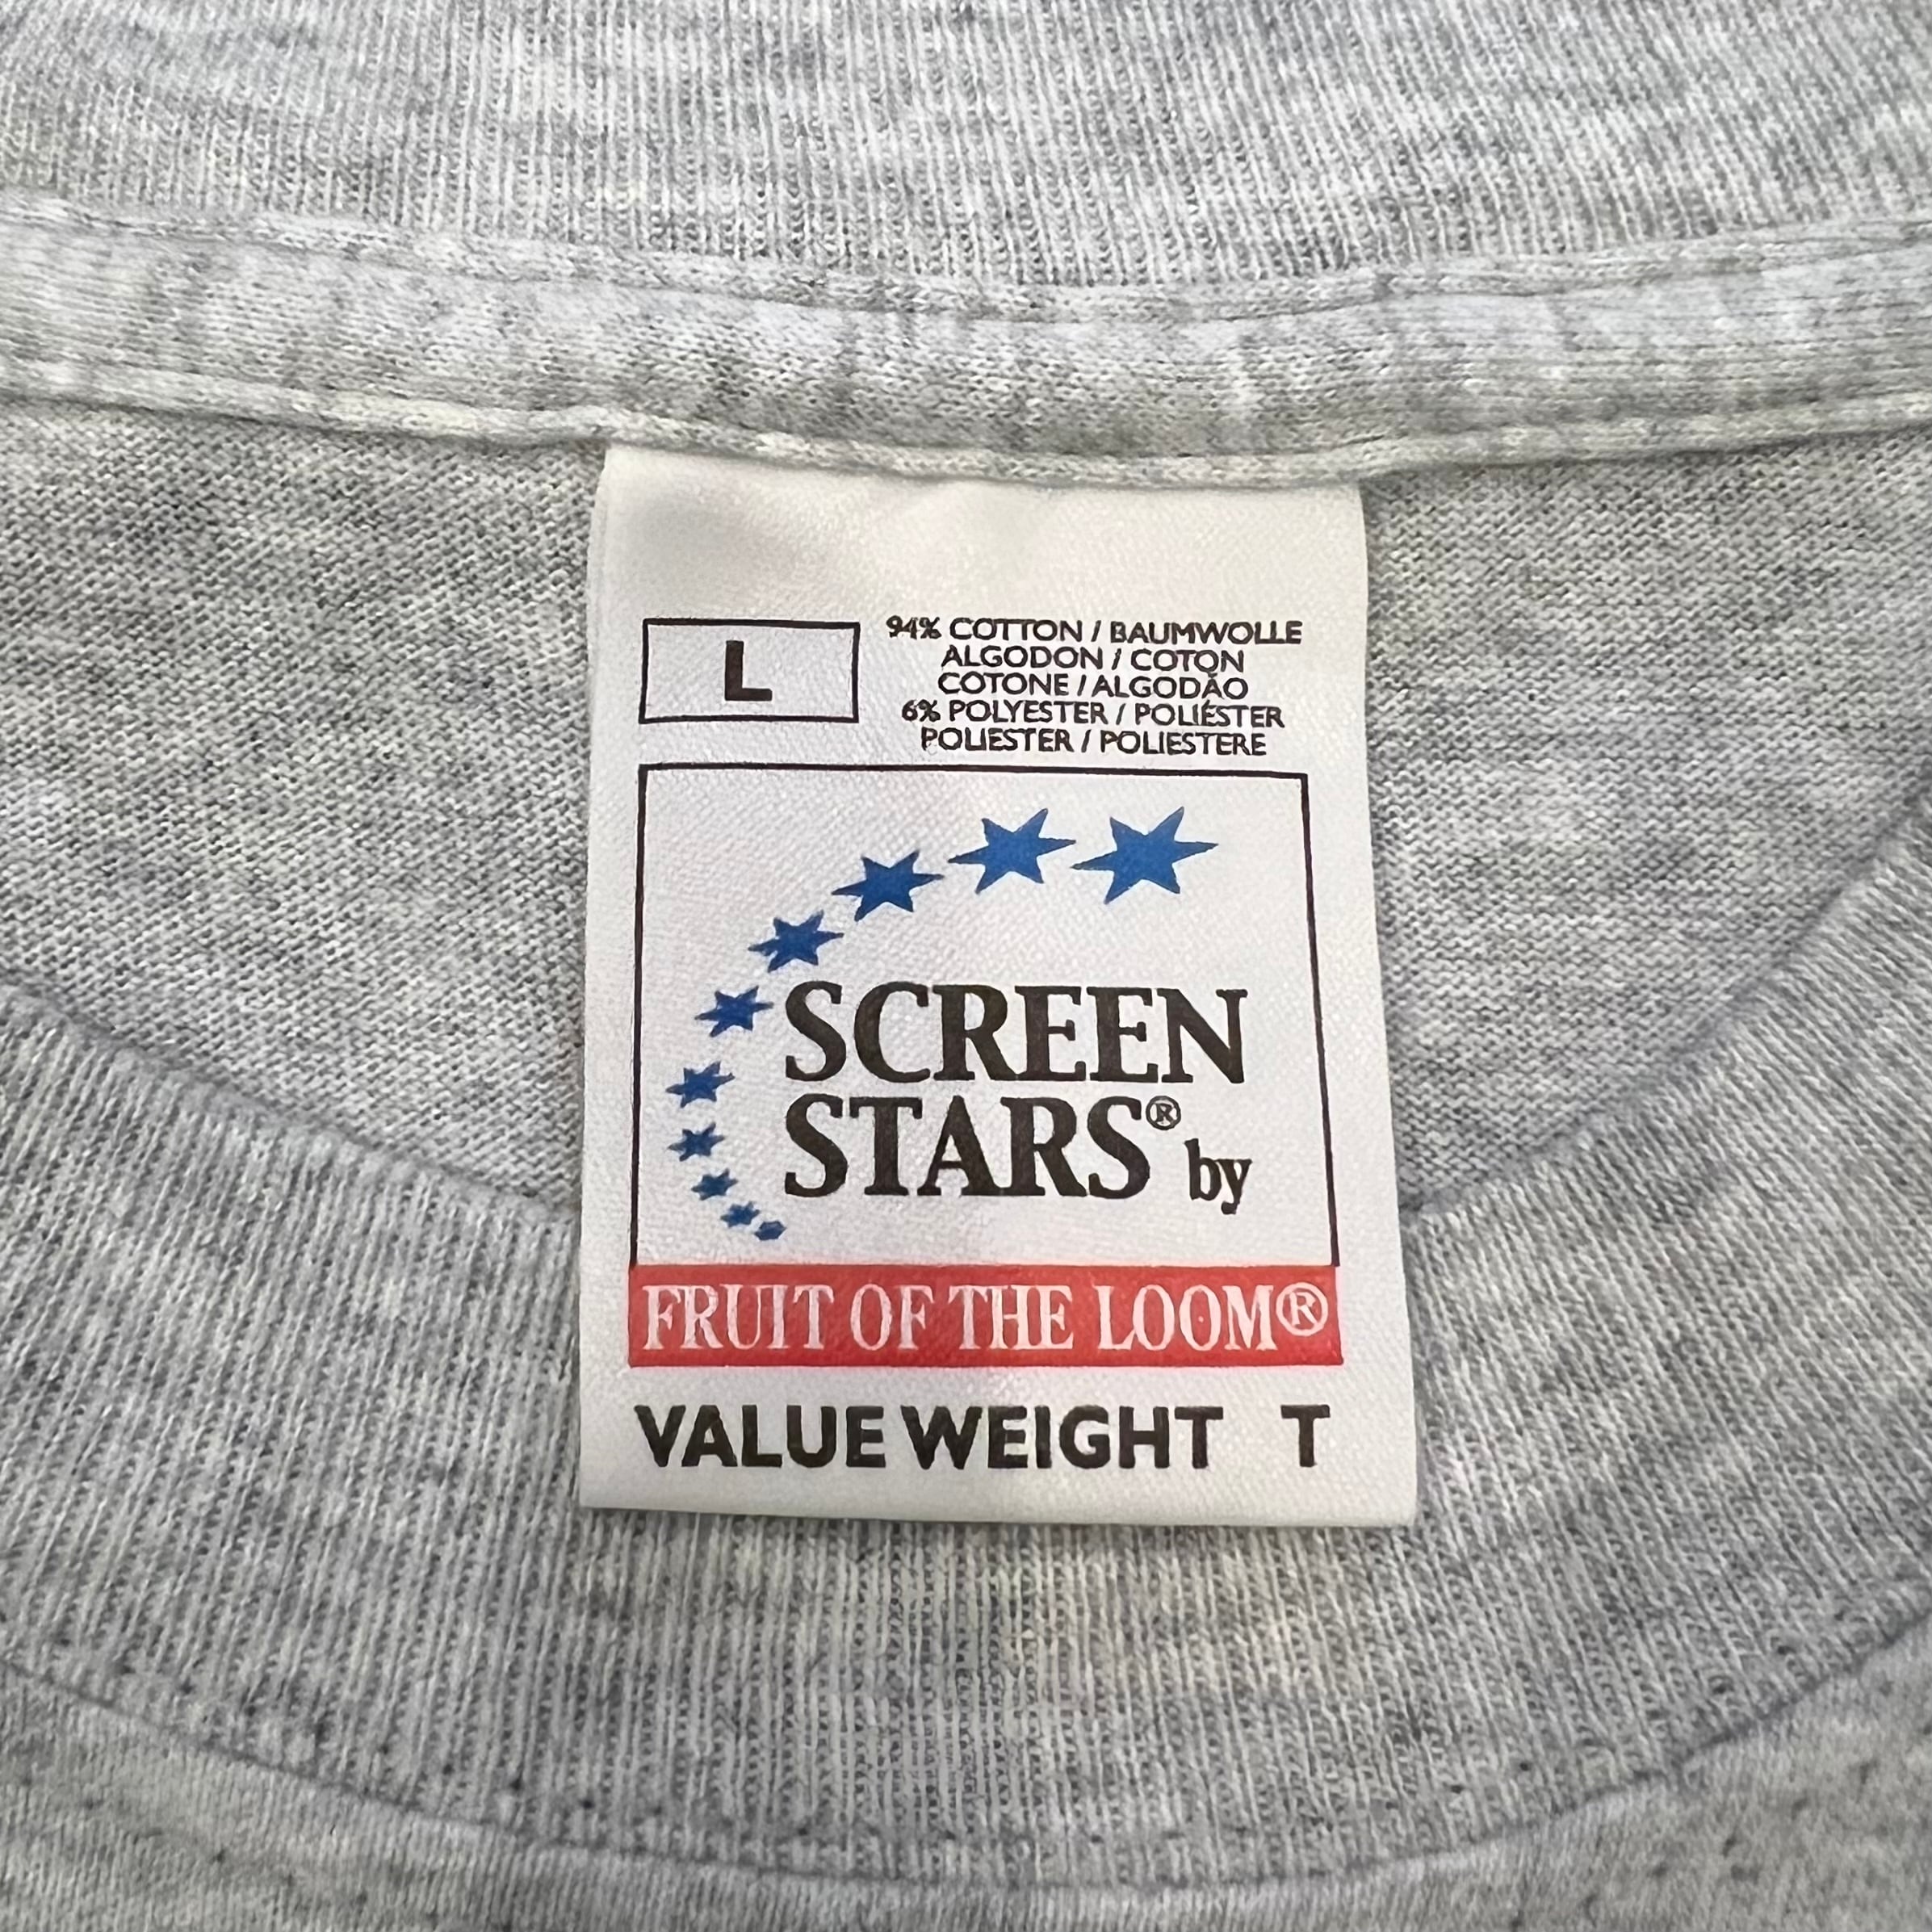 L
94% COTTON / BAUMWOLLE
ALGODON / COTON
COTONE / ALGODÃO
6% POLYESTER / POLIÉSTER
POLIESTER / POLIESTERE
SCREEN
STARS® by
FRUIT OF THE LOOM®
VALUE WEIGHT T